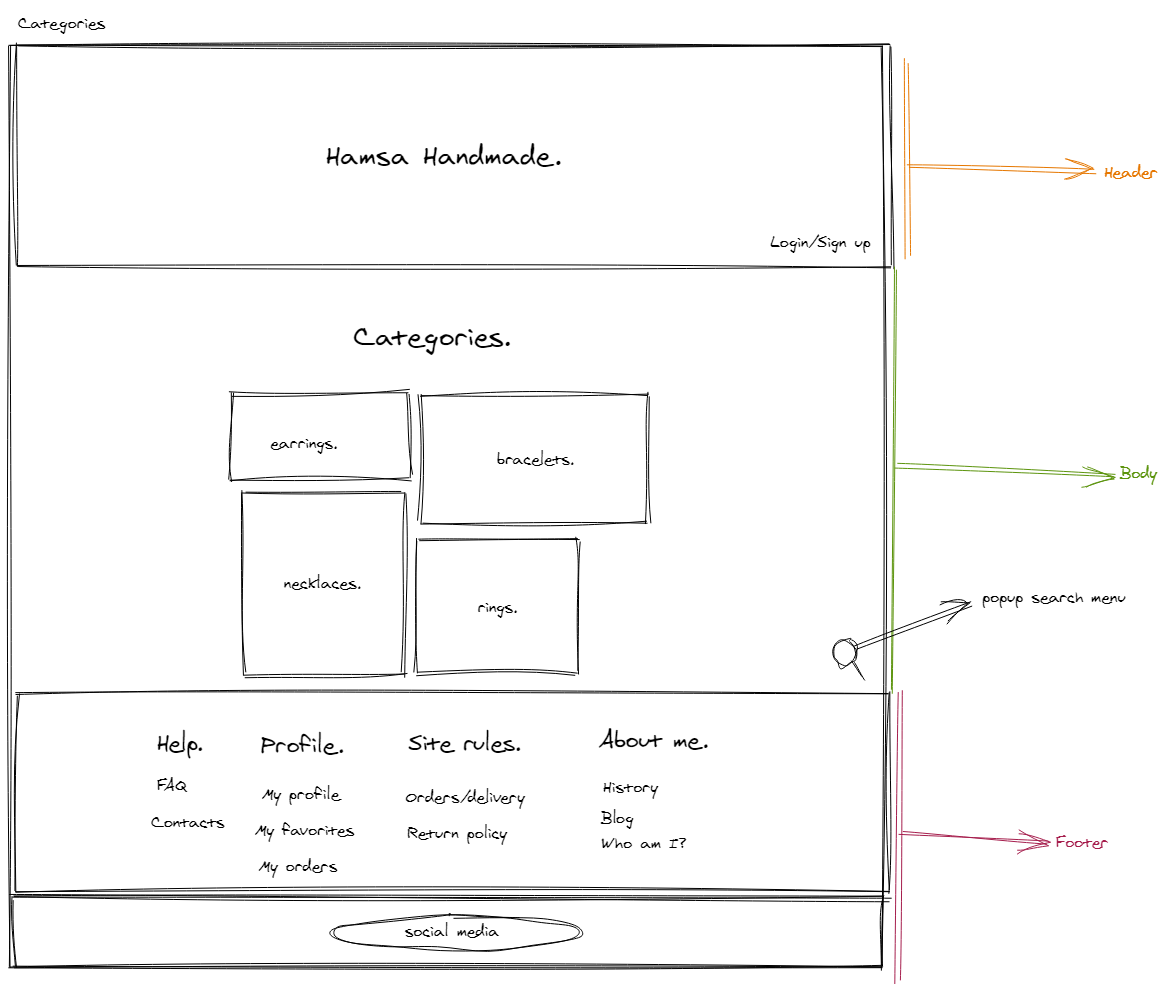 Categories
Hamsa Handmade.
Header
Login/Sign up
Categories.
earrings.
bracelets.
Body
necklaces.
rings.
popup search menu
Help.
FAQ
Contacts
Profile.
My profile
My favorites
My orders
Site rules.
Orders/delivery
Return policy
About me.
History
Blog
Who am I?
Footer
social media